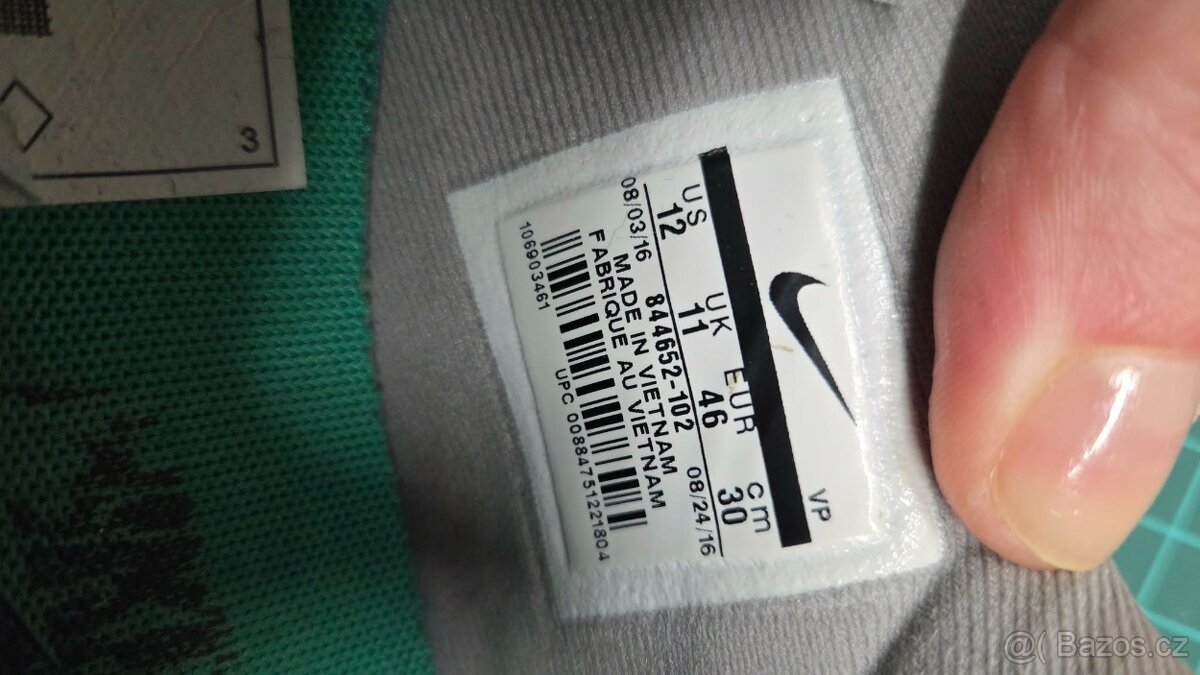 3
VP
US UK EUR cm
12 11 46 30
08/03/16 844652-102 08/24/16
MADE IN VIETNAM
FABRIQUE AU VIETNAM
106903461 UPC 00884751221804
@( Bazos.cz